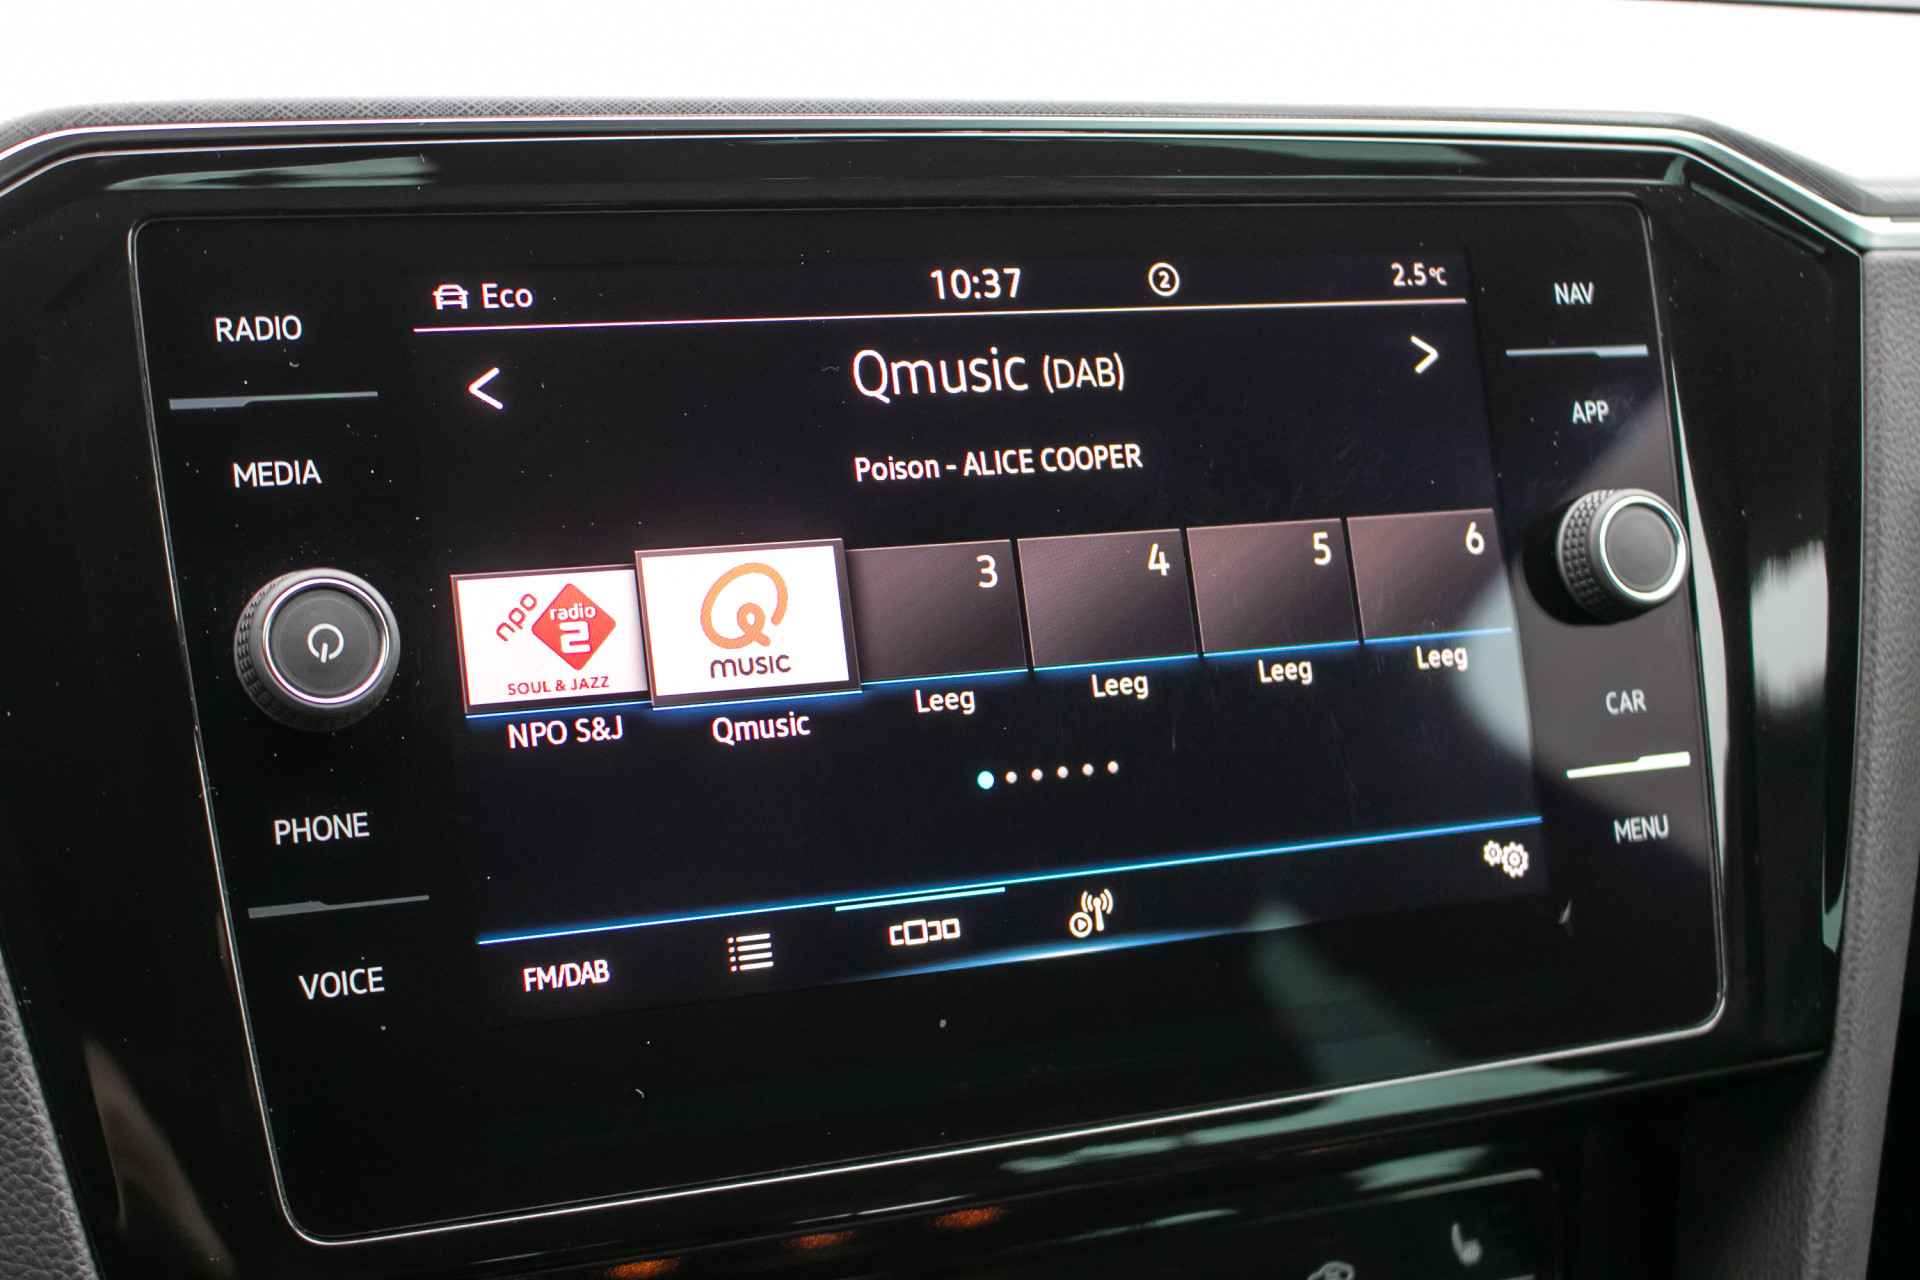 Eco 10:37 2 2.5°C
RADIO
MEDIA
PHONE
VOICE
Qmusic (DAB)
Poison - ALICE COOPER
npo radio 2
SOUL & JAZZ
MUSIC
3 4 5 6
NPO S&J Qmusic Leeg Leeg Leeg Leeg
FM/DAB
NAV
APP
CAR
MENU